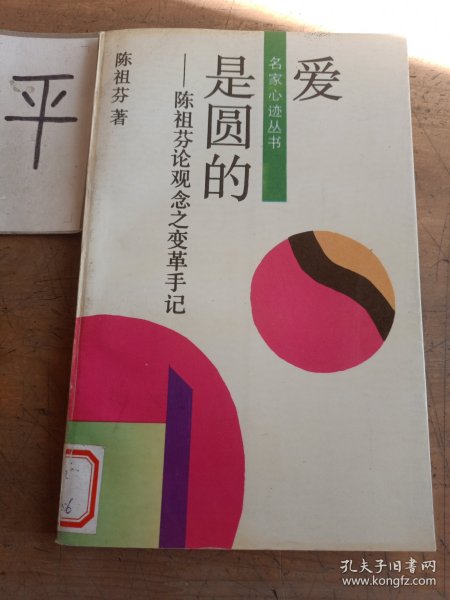 爱
是圆的
——陈祖芬论观念之变革手记
名家心迹丛书
陈祖芬 著
平
孔夫子旧书网
www.kongfz.com